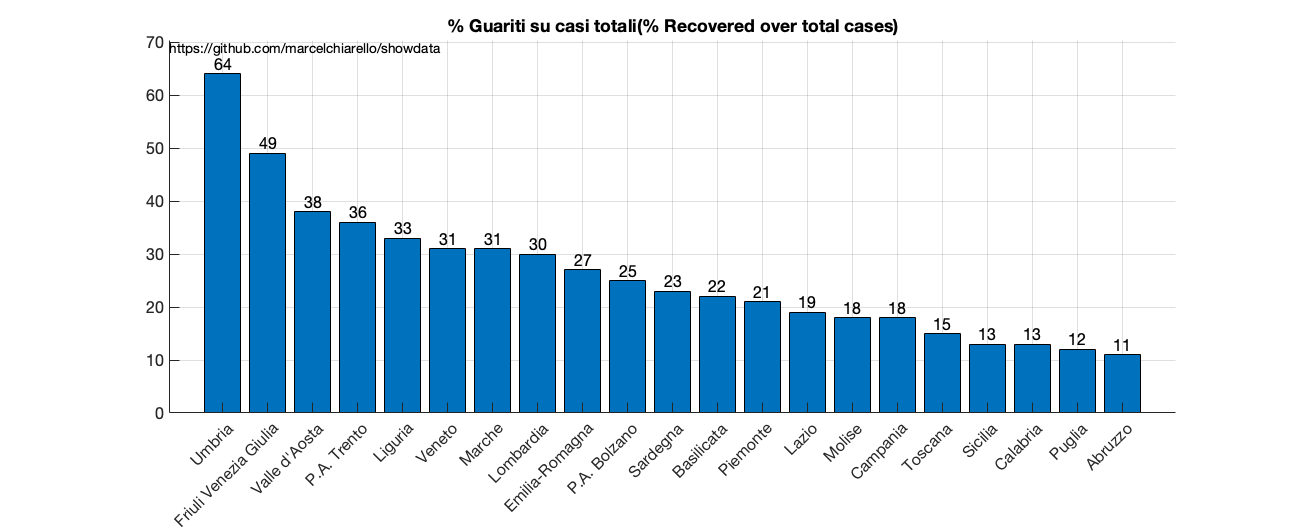 % Guariti su casi totali(% Recovered over total cases)
https://github.com/marcelchiarello/showdata
70
60
50
40
30
20
10
0
64
49
38
36
33
31
31
30
27
25
23
22
21
19
18
18
15
13
13
12
11
Umbria
Friuli Venezia Giulia
Valle d'Aosta
P.A. Trento
Liguria
Veneto
Marche
Lombardia
Emilia-Romagna
P.A. Bolzano
Sardegna
Basilicata
Piemonte
Lazio
Molise
Campania
Toscana
Sicilia
Calabria
Puglia
Abruzzo